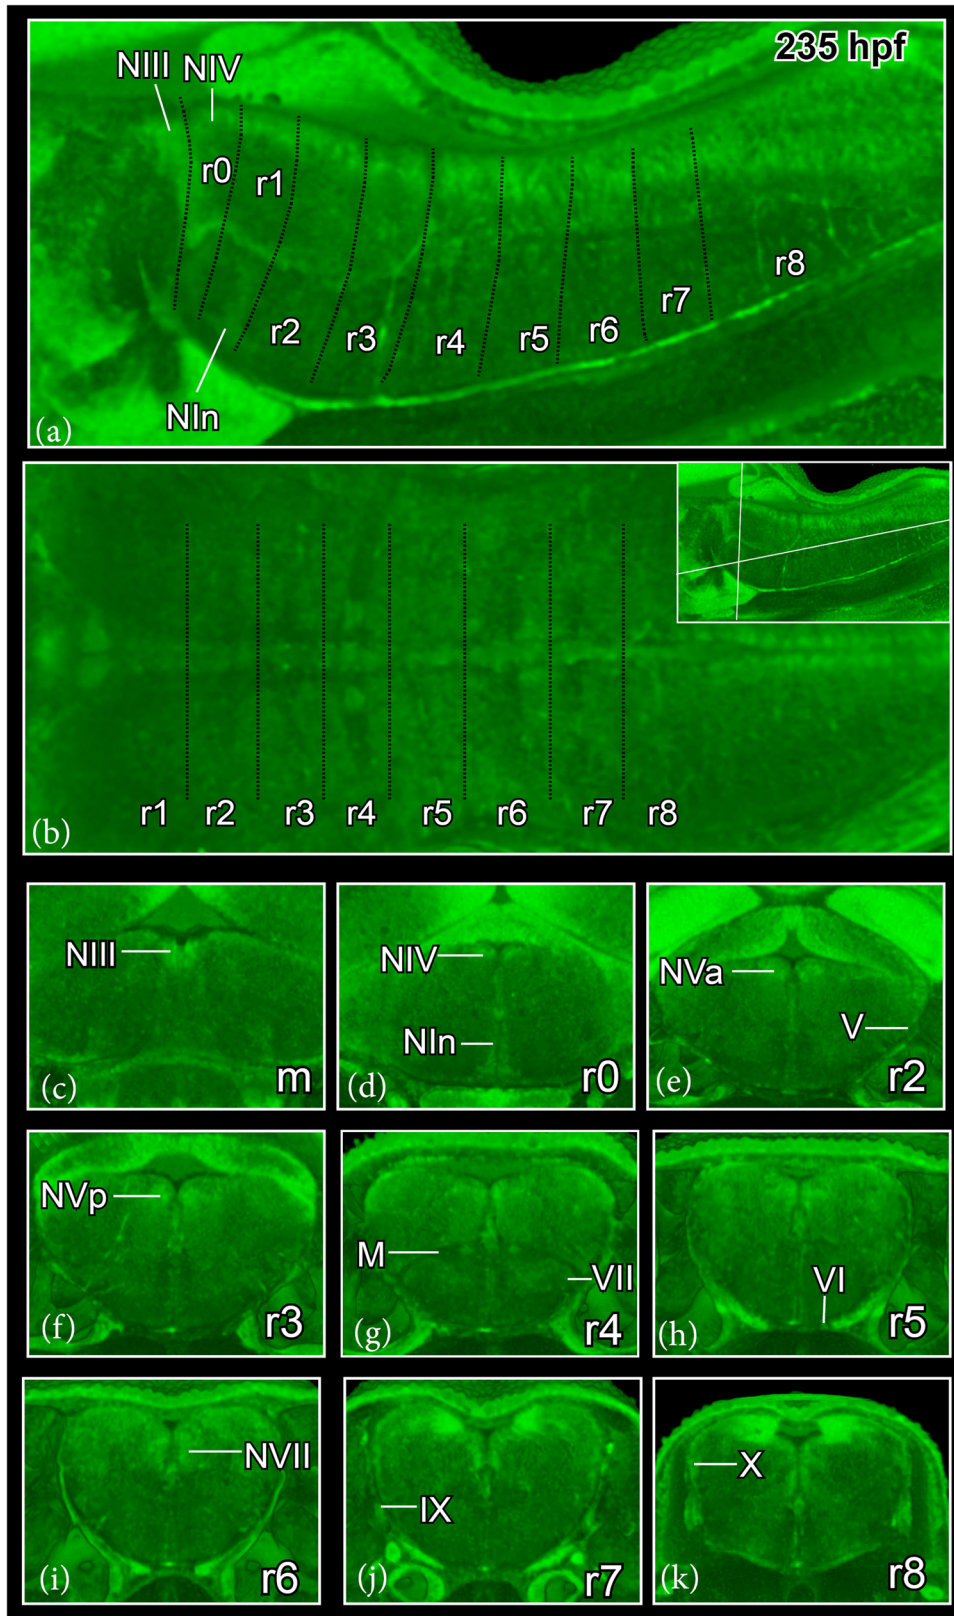 235 hpf
NIII NIV
r0
r1
r2
r3
r4
r5
r6
r7
r8
NIn
(a)
r1 r2 r3 r4 r5 r6 r7 r8
(b)
NIII
(c)
m
NIV
NIn
(d)
r0
NVa
V
(e)
r2
NVp
(f)
r3
M
VII
(g)
r4
VI
(h)
r5
NVII
(i)
r6
IX
(j)
r7
X
(k)
r8